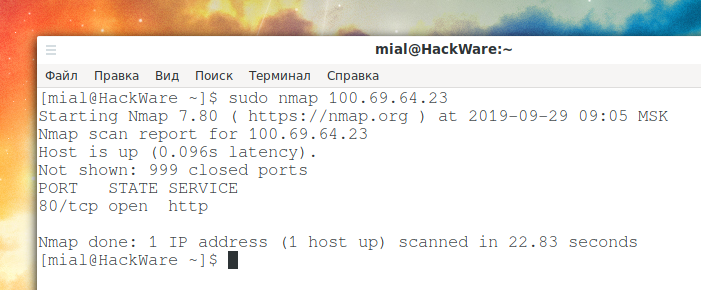 mial@HackWare:~
Файл Правка Вид Поиск Терминал Справка
[mial@HackWare ~]$ sudo nmap 100.69.64.23
Starting Nmap 7.80 ( https://nmap.org ) at 2019-09-29 09:05 MSK
Nmap scan report for 100.69.64.23
Host is up (0.096s latency).
Not shown: 999 closed ports
PORT   STATE SERVICE
80/tcp open  http
Nmap done: 1 IP address (1 host up) scanned in 22.83 seconds
[mial@HackWare ~]$